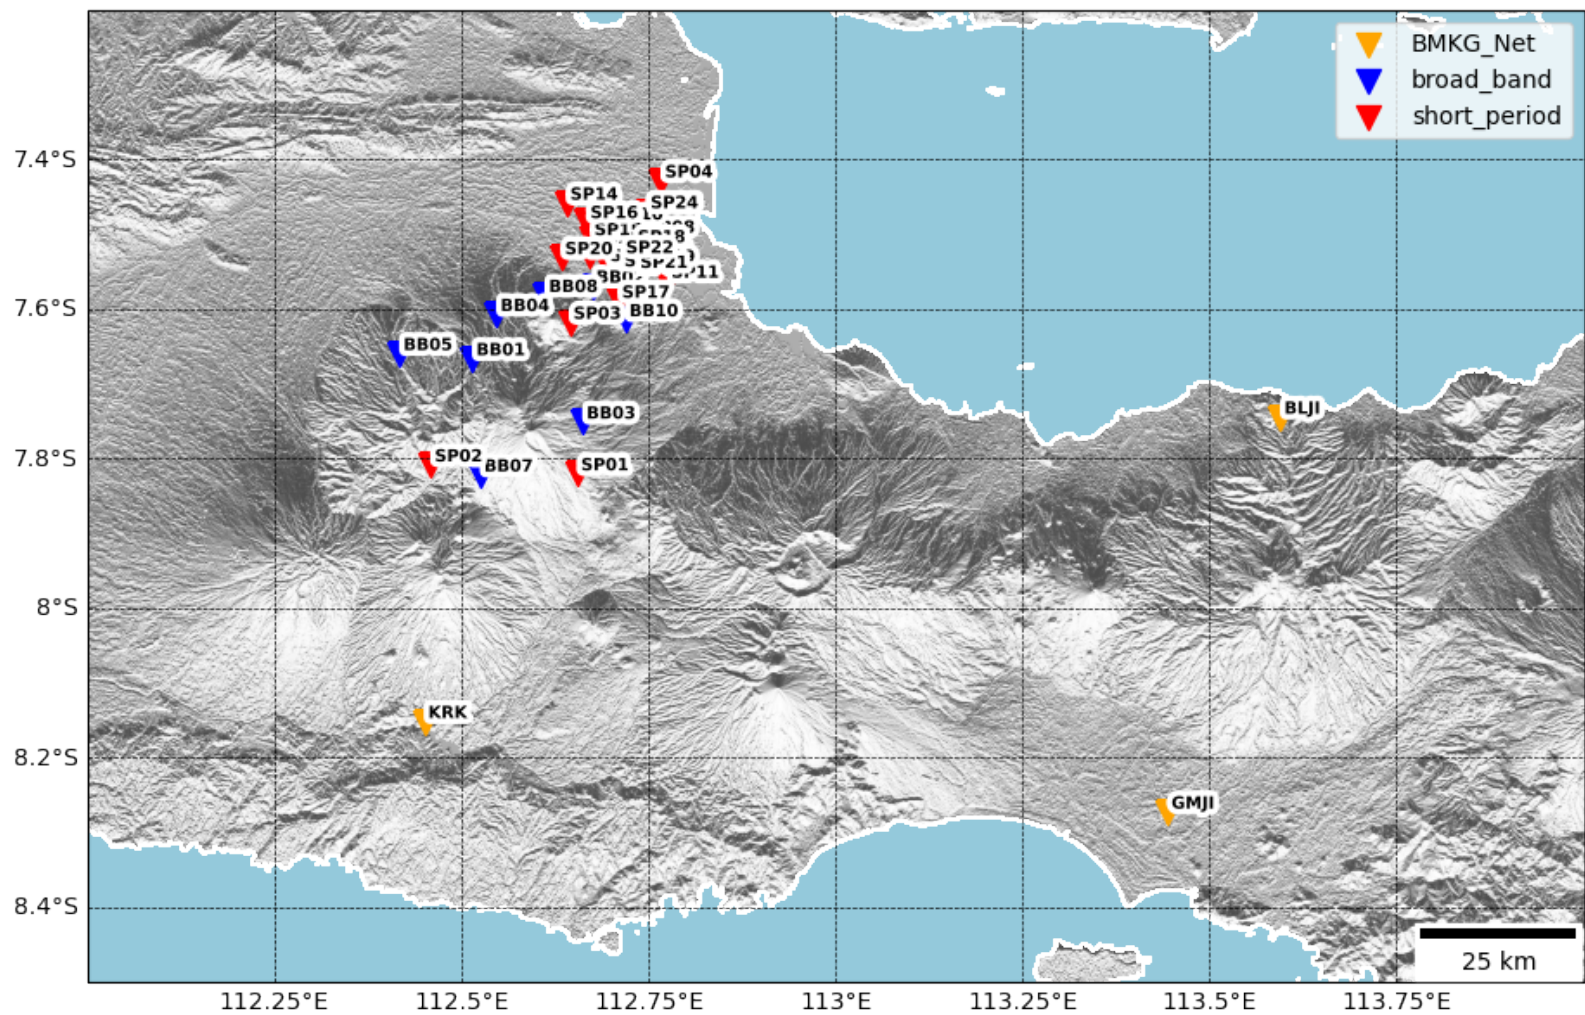 BMKG_Net
broad_band
short_period
7.4°S
SP04
SP14
SP24
SP16
SP20
SP22
SP21
SP11
BB08
SP17
7.6°S
BB04
SP03
BB10
BB05
BB01
BB03
BLJI
7.8°S
SP02
BB07
SP01
8°S
KRK
8.2°S
GMJI
8.4°S
25 km
112.25°E
112.5°E
112.75°E
113°E
113.25°E
113.5°E
113.75°E